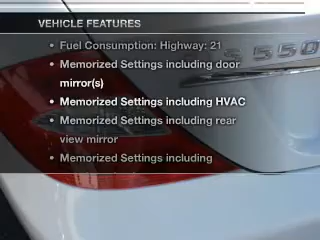 VEHICLE FEATURES
• Fuel Consumption: Highway: 21
• Memorized Settings including door
mirror(s)
• Memorized Settings including HVAC
• Memorized Settings including rear
view mirror
• Memorized Settings including
S 550